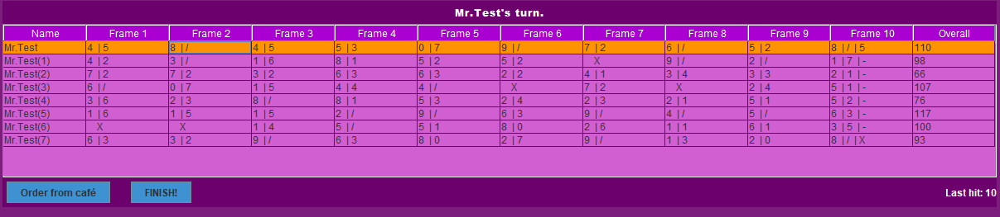 Mr.Test's turn.
Name Frame 1 Frame 2 Frame 3 Frame 4 Frame 5 Frame 6 Frame 7 Frame 8 Frame 9 Frame 10 Overall
Mr.Test 4 | 5 8 | / 4 | 5 5 | 3 0 | 7 9 | / 7 | 2 6 | / 5 | 2 8 | / | 5 110
Mr.Test(1) 4 | 2 3 | / 1 | 6 8 | 1 5 | 2 5 | 2 X 9 | / 2 | / 1 | 7 | - 98
Mr.Test(2) 7 | 2 7 | 2 3 | 2 6 | 3 6 | 3 2 | 2 4 | 1 3 | 4 3 | 3 2 | 1 | - 66
Mr.Test(3) 6 | / 0 | 7 1 | 5 4 | 4 4 | / X 7 | 2 X 2 | 4 5 | 1 | - 107
Mr.Test(4) 3 | 6 2 | 3 8 | / 8 | 1 5 | 3 2 | 4 2 | 3 2 | 1 5 | 1 5 | 2 | - 76
Mr.Test(5) 1 | 6 1 | 5 1 | 5 2 | / 9 | / 6 | 3 9 | / 4 | / 5 | / 6 | 3 | - 117
Mr.Test(6) X X 1 | 4 5 | / 5 | 1 8 | 0 2 | 6 1 | 1 6 | 1 3 | 5 | - 100
Mr.Test(7) 6 | 3 3 | 2 9 | / 6 | 3 8 | 0 2 | 7 9 | / 1 | 3 2 | 0 8 | / | X 93
Order from café FINISH! Last hit: 10